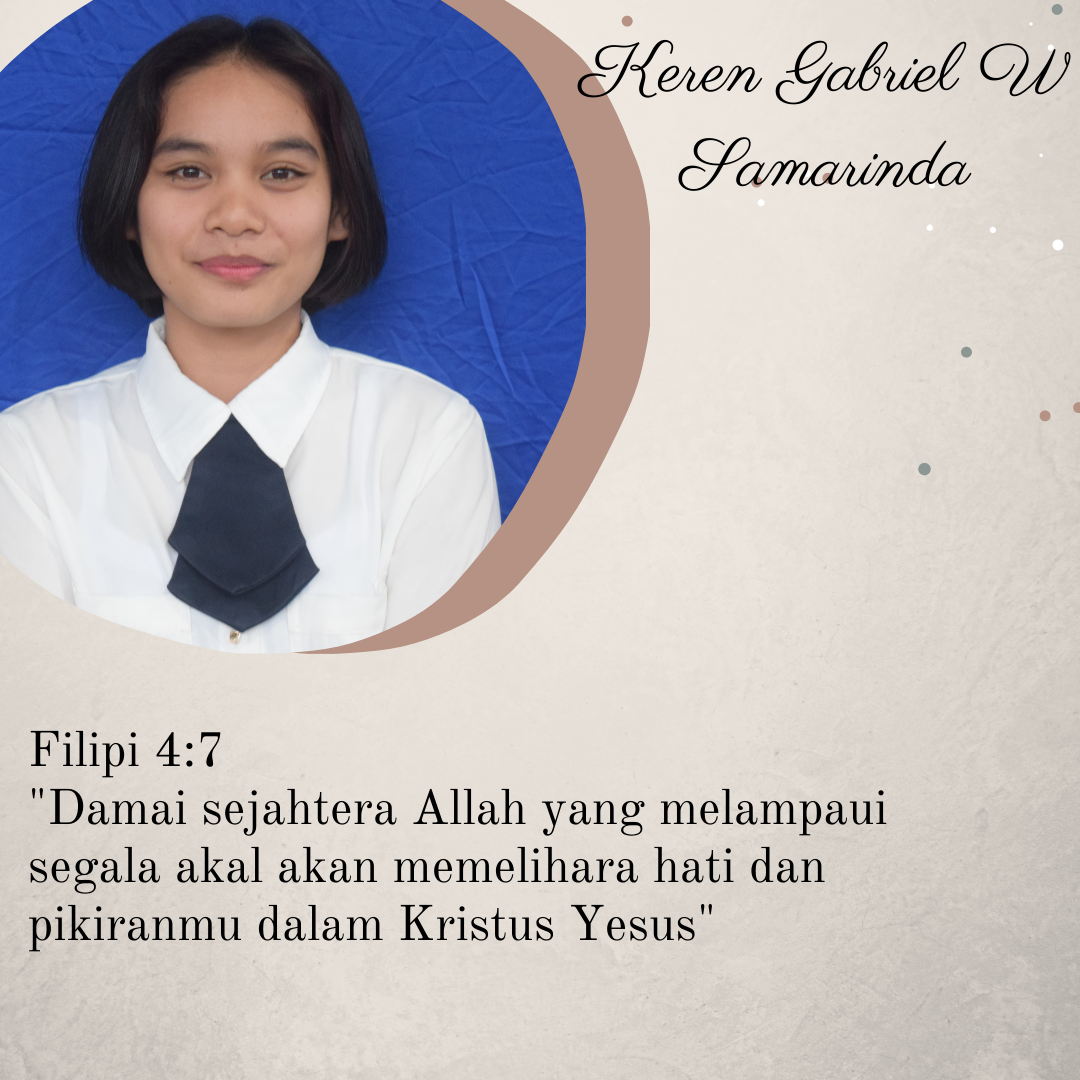 Keren Gabriel W
Samarinda
Filipi 4:7
"Damai sejahtera Allah yang melampaui
segala akal akan memelihara hati dan
pikiranmu dalam Kristus Yesus"